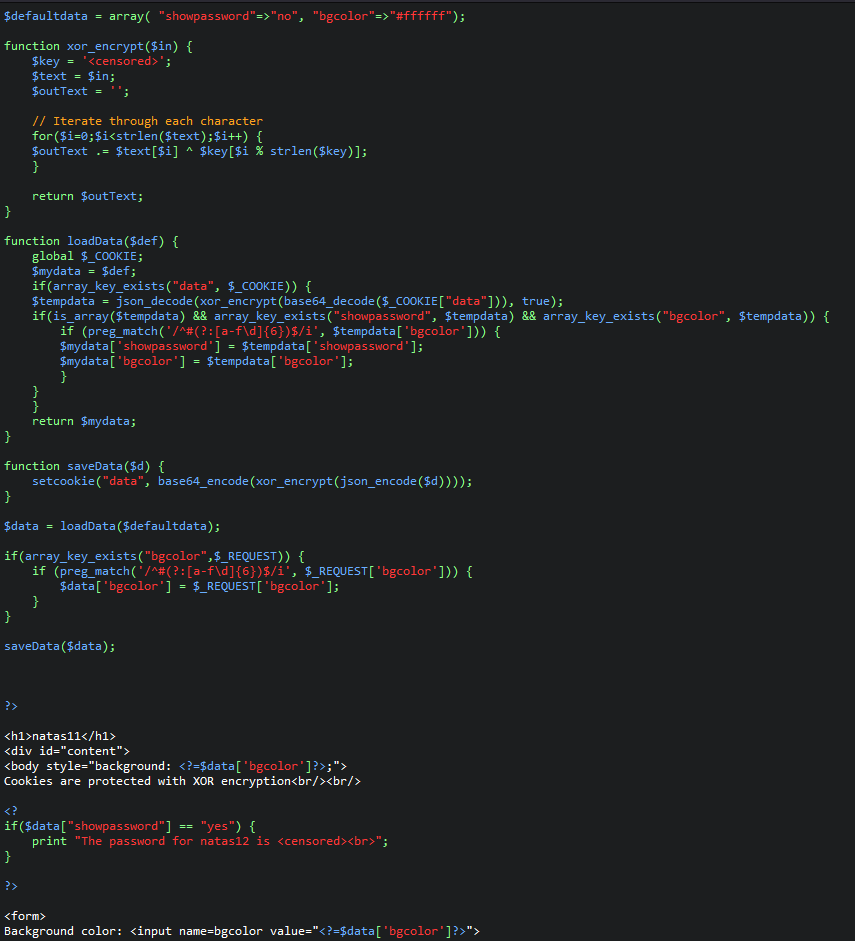 $defaultdata = array( "showpassword"=>"no", "bgcolor"=>"#ffffff");
function xor_encrypt($in) {
$key = '<censored>';
$text = $in;
$outText = '';
// Iterate through each character
for($i=0;$i<strlen($text);$i++) {
$outText .= $text[$i] ^ $key[$i % strlen($key)];
}
return $outText;
}
function loadData($def) {
global $_COOKIE;
$mydata = $def;
if(array_key_exists("data", $_COOKIE)) {
$tempdata = json_decode(xor_encrypt(base64_decode($_COOKIE["data"])), true);
if(is_array($tempdata) && array_key_exists("showpassword", $tempdata) && array_key_exists("bgcolor", $tempdata)) {
if (preg_match('/^#(?:[a-f\d]{6})$/i', $tempdata['bgcolor'])) {
$mydata['showpassword'] = $tempdata['showpassword'];
$mydata['bgcolor'] = $tempdata['bgcolor'];
}
}
}
return $mydata;
}
function saveData($d) {
setcookie("data", base64_encode(xor_encrypt(json_encode($d))));
}
$data = loadData($defaultdata);
if(array_key_exists("bgcolor",$_REQUEST)) {
if (preg_match('/^#(?:[a-f\d]{6})$/i', $_REQUEST['bgcolor'])) {
$data['bgcolor'] = $_REQUEST['bgcolor'];
}
}
saveData($data);
?>
<h1>natas11</h1>
<div id="content">
<body style="background: <?=$data['bgcolor']?>;">
Cookies are protected with XOR encryption<br/><br/>
<?
if($data["showpassword"] == "yes") {
print "The password for natas12 is <censored><br>";
}
?>
<form>
Background color: <input name=bgcolor value="<?=$data['bgcolor']?>">